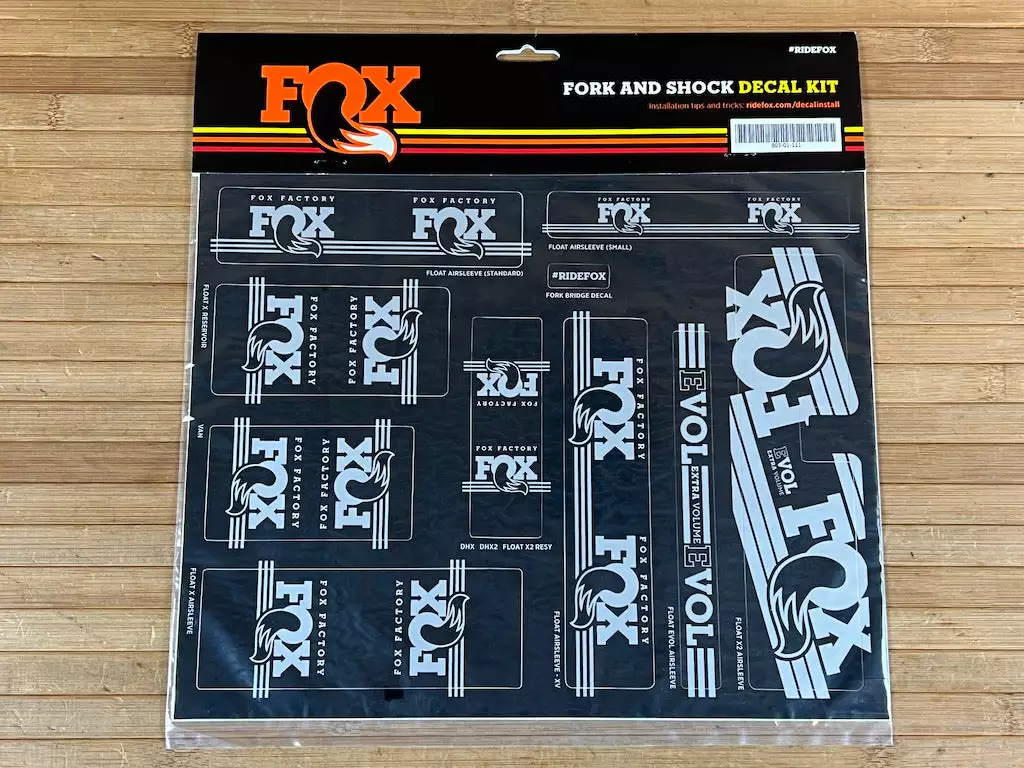 FOX
#RIDEFOX
FORK AND SHOCK DECAL KIT
Installation tips and tricks: ridefox.com/decalinstall
803-01-111
FOX FACTORY
FOX
FOX FACTORY
FOX
FLOAT AIRSLEEVE (STANDARD)
FOX FACTORY
FOX
FOX FACTORY
FOX
FLOAT AIRSLEEVE (SMALL)
#RIDEFOX
FORK BRIDGE DECAL
FLOAT X RESERVOIR
FOX
FOX FACTORY
FOX FACTORY
FOX
VAN
FOX
FOX FACTORY
FOX FACTORY
FOX
FLOAT X AIRSLEEVE
FOX
FOX FACTORY
FOX FACTORY
FOX
FOX
FOX FACTORY
FOX FACTORY
FOX
DHX DHX2 FLOAT X2 RESV
FOX
FOX FACTORY
FOX
FOX FACTORY
FLOAT AIRSLEEVE - XV
EVOL
EXTRA VOLUME
EVOL
FLOAT EVOL AIRSLEEVE
FOX
EVOL
EXTRA VOLUME
FOX
FLOAT X2 AIRSLEEVE